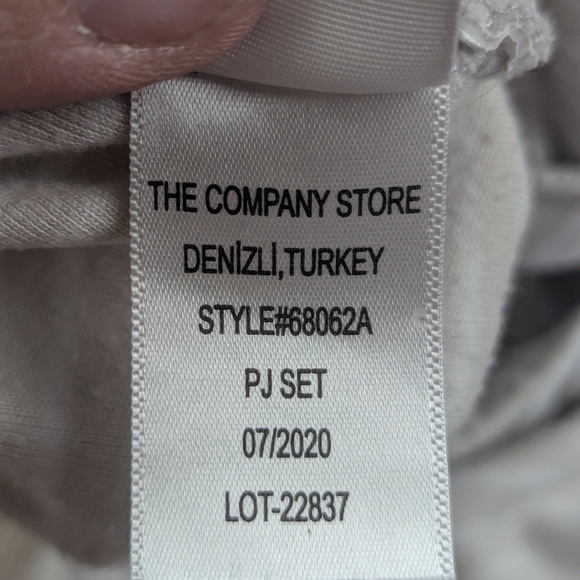 THE COMPANY STORE
DENİZLİ,TURKEY
STYLE#68062A
PJ SET
07/2020
LOT-22837